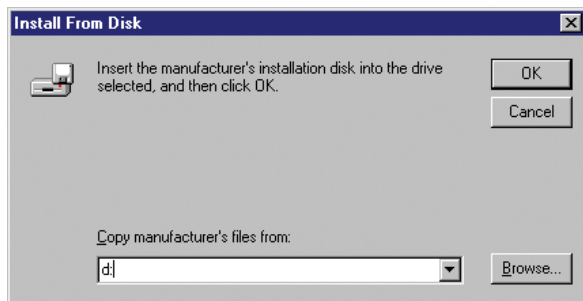 Install From Disk
Insert the manufacturer's installation disk into the drive
selected, and then click OK.
OK
Cancel
Copy manufacturer's files from:
d:
Browse...